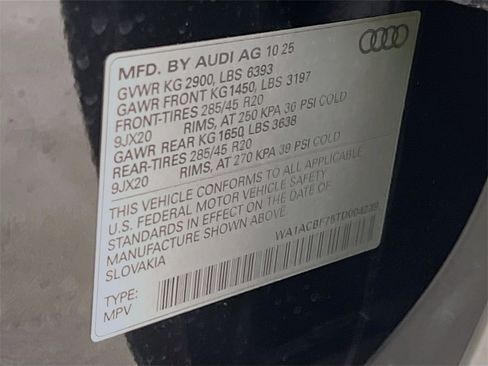 MFD. BY AUDI AG 10 25
GVWR KG 2900, LBS 6393
GAWR FRONT KG1450, LBS 3197
FRONT-TIRES 285/45 R20
9JX20 RIMS, AT 250 KPA 36 PSI COLD
GAWR REAR KG1650, LBS 3638
REAR-TIRES 285/45 R20
9JX20 RIMS, AT 270 KPA 39 PSI COLD
THIS VEHICLE CONFORMS TO ALL APPLICABLE
U.S. FEDERAL MOTOR VEHICLE SAFETY
STANDARDS IN EFFECT ON THE DATE OF
MANUFACTURE SHOWN ABOVE
SLOVAKIA
TYPE:
MPV